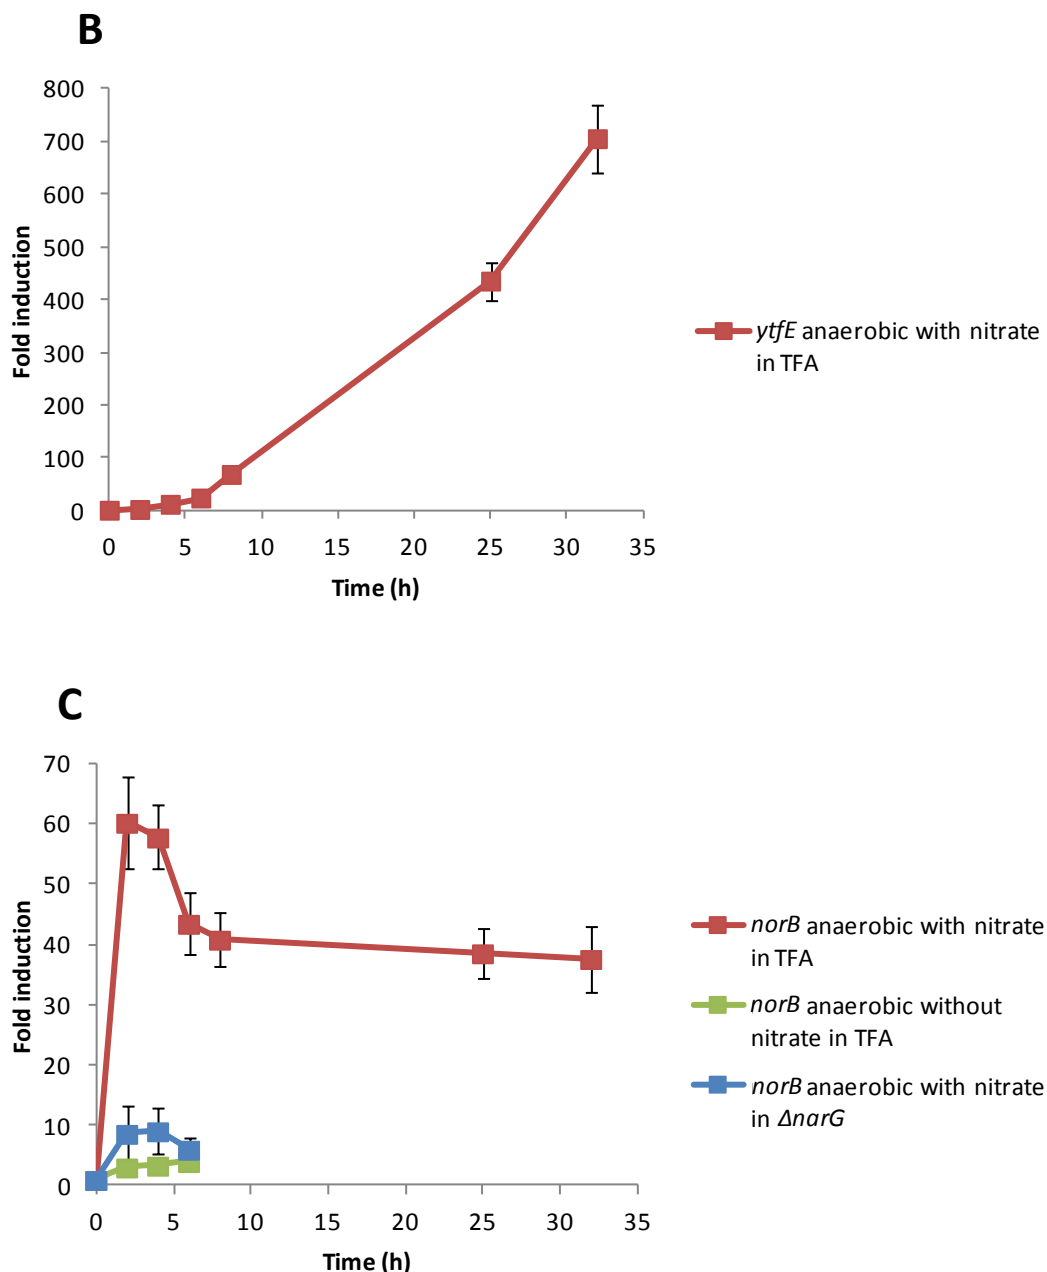 B
800
700
600
500
400
300
200
100
0
Fold induction
0 5 10 15 20 25 30 35
Time (h)
ytfE anaerobic with nitrate
in TFA
C
70
60
50
40
30
20
10
0
Fold induction
0 5 10 15 20 25 30 35
Time (h)
norB anaerobic with nitrate
in TFA
norB anaerobic without
nitrate in TFA
norB anaerobic with nitrate
in ΔnarG